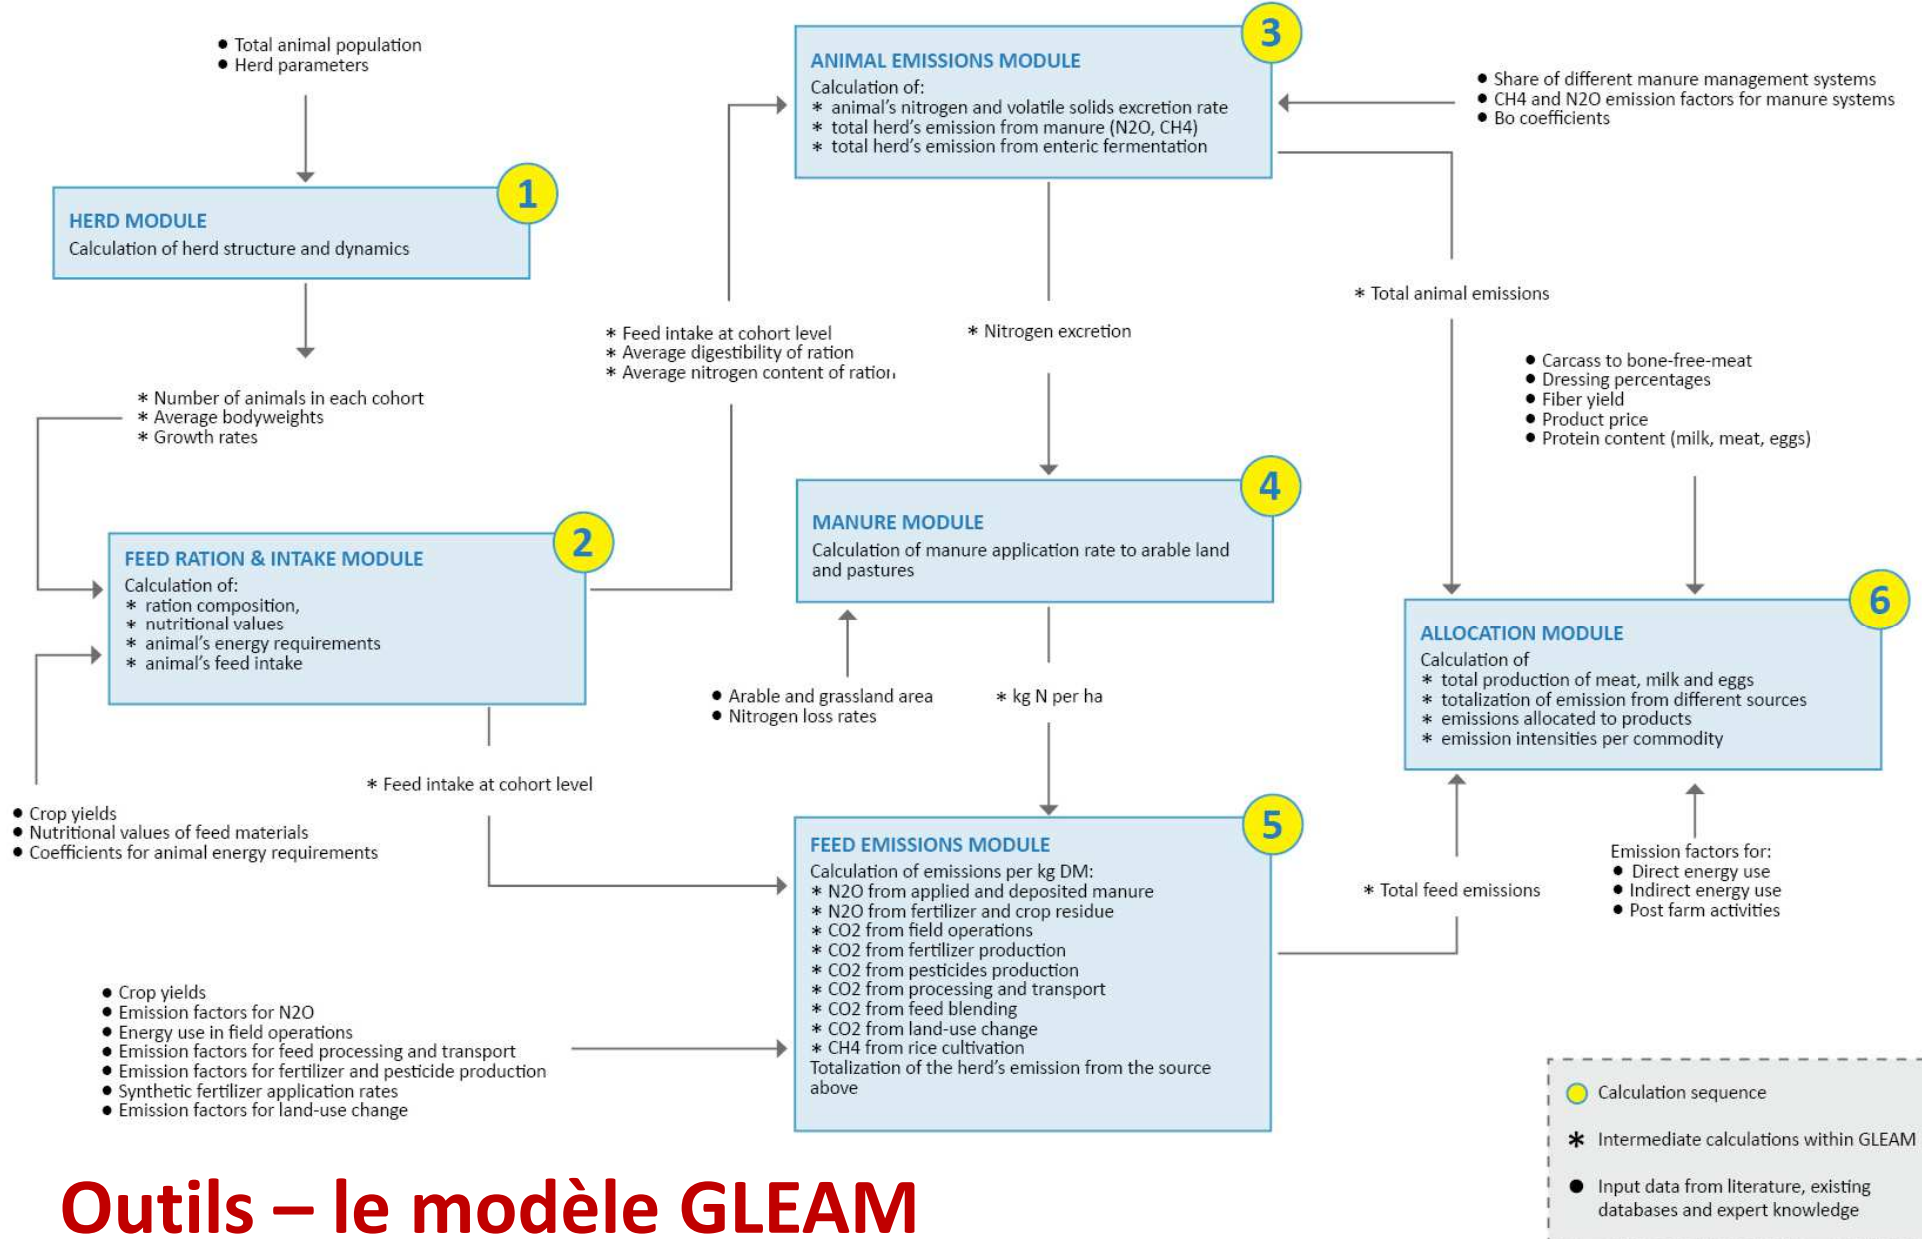 ● Total animal population
● Herd parameters
1
HERD MODULE
Calculation of herd structure and dynamics
* Number of animals in each cohort
* Average bodyweights
* Growth rates
2
FEED RATION & INTAKE MODULE
Calculation of:
* ration composition,
* nutritional values
* animal's energy requirements
* animal's feed intake
● Crop yields
● Nutritional values of feed materials
● Coefficients for animal energy requirements
* Feed intake at cohort level
* Feed intake at cohort level
* Average digestibility of ration
* Average nitrogen content of ration
3
ANIMAL EMISSIONS MODULE
Calculation of:
* animal's nitrogen and volatile solids excretion rate
* total herd's emission from manure (N2O, CH4)
* total herd's emission from enteric fermentation
● Share of different manure management systems
● CH4 and N2O emission factors for manure systems
● Bo coefficients
* Nitrogen excretion
* Total animal emissions
4
MANURE MODULE
Calculation of manure application rate to arable land
and pastures
● Arable and grassland area
● Nitrogen loss rates
* kg N per ha
5
FEED EMISSIONS MODULE
Calculation of emissions per kg DM:
* N2O from applied and deposited manure
* N2O from fertilizer and crop residue
* CO2 from field operations
* CO2 from fertilizer production
* CO2 from pesticides production
* CO2 from processing and transport
* CO2 from feed blending
* CO2 from land-use change
* CH4 from rice cultivation
Totalization of the herd's emission from the source
above
● Crop yields
● Emission factors for N2O
● Energy use in field operations
● Emission factors for feed processing and transport
● Emission factors for fertilizer and pesticide production
● Synthetic fertilizer application rates
● Emission factors for land-use change
* Total feed emissions
● Carcass to bone-free-meat
● Dressing percentages
● Fiber yield
● Product price
● Protein content (milk, meat, eggs)
6
ALLOCATION MODULE
Calculation of
* total production of meat, milk and eggs
* totalization of emission from different sources
* emissions allocated to products
* emission intensities per commodity
Emission factors for:
● Direct energy use
● Indirect energy use
● Post farm activities
Calculation sequence
* Intermediate calculations within GLEAM
● Input data from literature, existing
databases and expert knowledge
Outils – le modèle GLEAM